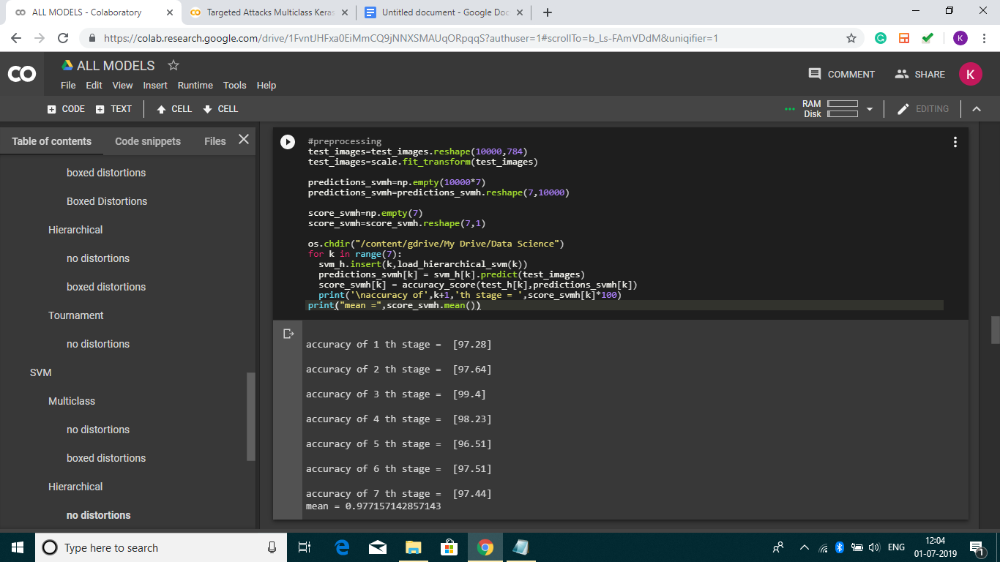 ALL MODELS - Colaboratory
Targeted Attacks Multiclass Keras
Untitled document - Google Doc
https://colab.research.google.com/drive/1FvntJHFxa0EiMmCQ9jNNXSMAUqORpqqS?authuser=1#scrollTo=b_Ls-FAmVDdM&uniqifier=1
K
CO
ALL MODELS
COMMENT
SHARE
K
File Edit View Insert Runtime Tools Help
CODE TEXT CELL CELL
RAM
Disk
EDITING
Table of contents Code snippets Files
boxed distortions
Boxed Distortions
Hierarchical
no distortions
boxed distortions
Tournament
no distortions
SVM
Multiclass
no distortions
boxed distortions
Hierarchical
no distortions
#preprocessing
test_images=test_images.reshape(10000,784)
test_images=scale.fit_transform(test_images)
predictions_svmh=np.empty(10000*7)
predictions_svmh=predictions_svmh.reshape(7,10000)
score_svmh=np.empty(7)
score_svmh=score_svmh.reshape(7,1)
os.chdir("/content/gdrive/My Drive/Data Science")
for k in range(7):
  svm_h.insert(k,load_hierarchical_svm(k))
  predictions_svmh[k] = svm_h[k].predict(test_images)
  score_svmh[k] = accuracy_score(test_h[k],predictions_svmh[k])
  print('\naccuracy of',k+1,'th stage = ',score_svmh[k]*100)
print("mean =",score_svmh.mean())
accuracy of 1 th stage =  [97.28]
accuracy of 2 th stage =  [97.64]
accuracy of 3 th stage =  [99.4]
accuracy of 4 th stage =  [98.23]
accuracy of 5 th stage =  [96.51]
accuracy of 6 th stage =  [97.51]
accuracy of 7 th stage =  [97.44]
mean = 0.977157142857143
Type here to search
ENG
12:04
01-07-2019
1